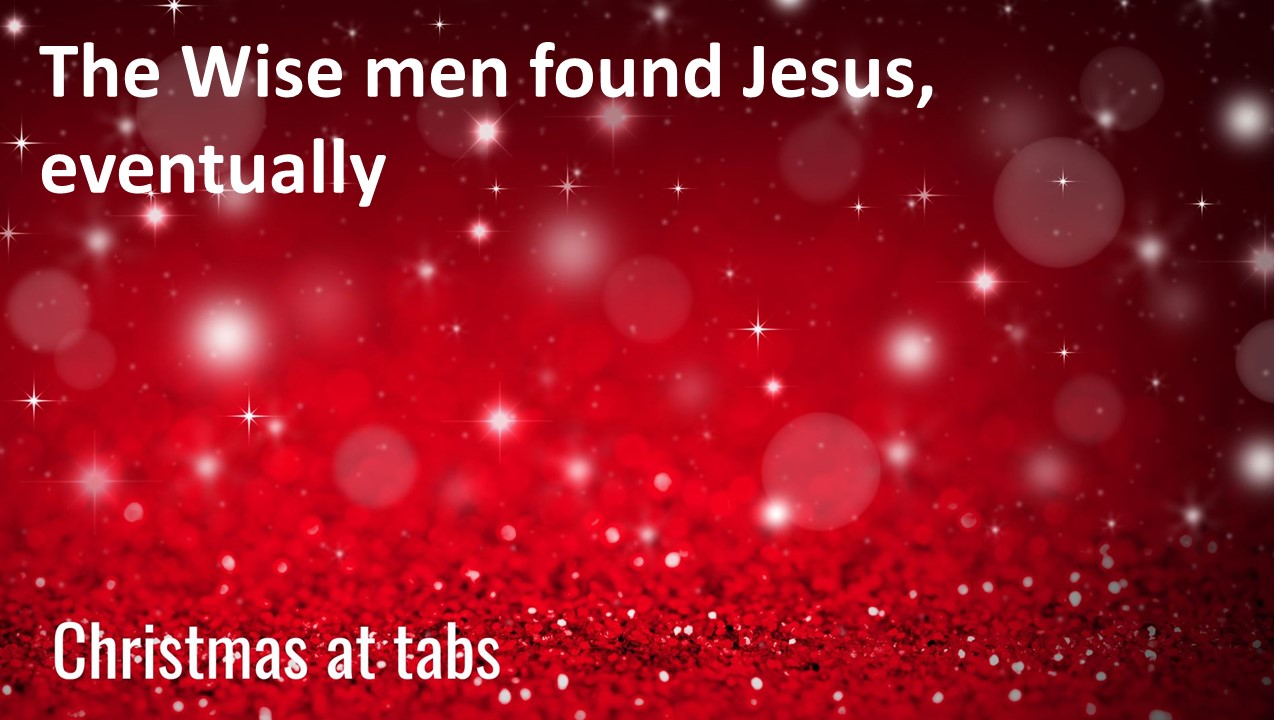 The Wise men found Jesus,
eventually
Christmas at tabs